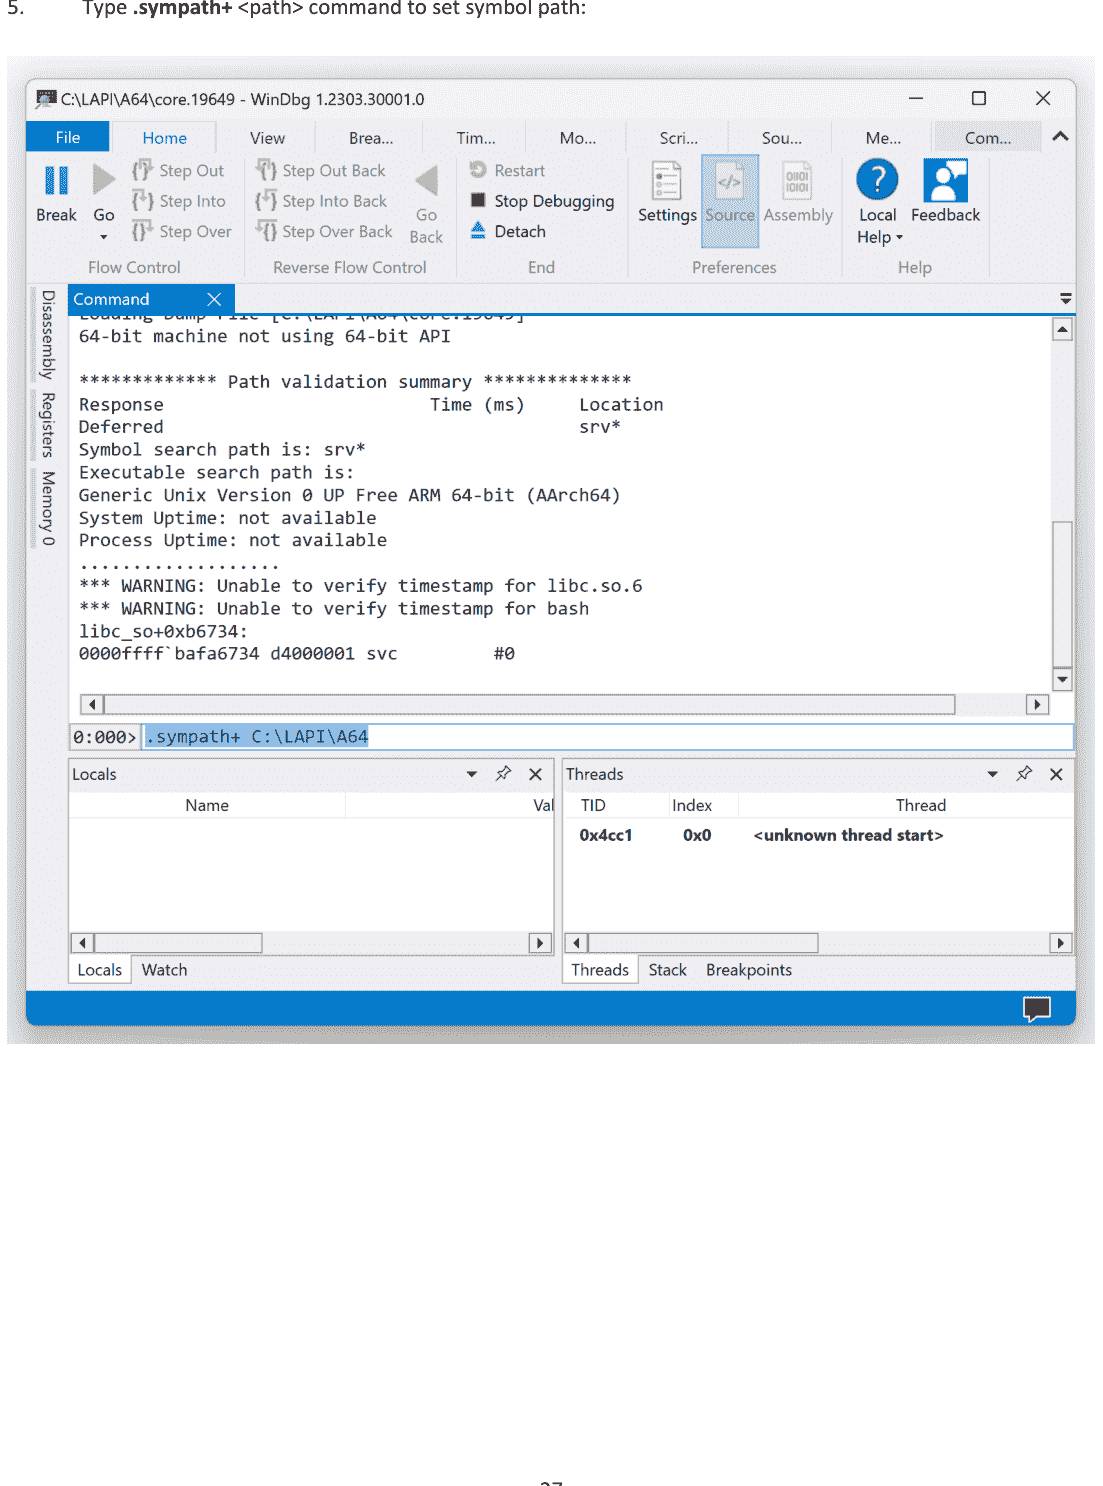 5. Type .sympath+ <path> command to set symbol path:
C:\LAPI\A64\core.19649 - WinDbg 1.2303.30001.0
File Home View Brea... Tim... Mo... Scri... Sou... Me... Com...
Break
Go
Step Out
Step Into
Step Over
Flow Control
Step Out Back
Step Into Back
Step Over Back
Go
Back
Reverse Flow Control
Restart
Stop Debugging
Detach
End
Settings Source Assembly
Preferences
Local
Help
Feedback
Help
Disassembly
Registers
Memory 0
Command
Loading Dump File [C:\LAPI\A64\core.19649]
64-bit machine not using 64-bit API
************* Path validation summary **************
Response Time (ms) Location
Deferred srv*
Symbol search path is: srv*
Executable search path is:
Generic Unix Version 0 UP Free ARM 64-bit (AArch64)
System Uptime: not available
Process Uptime: not available
...................
*** WARNING: Unable to verify timestamp for libc.so.6
*** WARNING: Unable to verify timestamp for bash
libc_so+0xb6734:
0000ffff`bafa6734 d4000001 svc #0
0:000> .sympath+ C:\LAPI\A64
Locals
Name Val
Locals Watch
Threads
TID Index Thread
0x4cc1 0x0 <unknown thread start>
Threads Stack Breakpoints